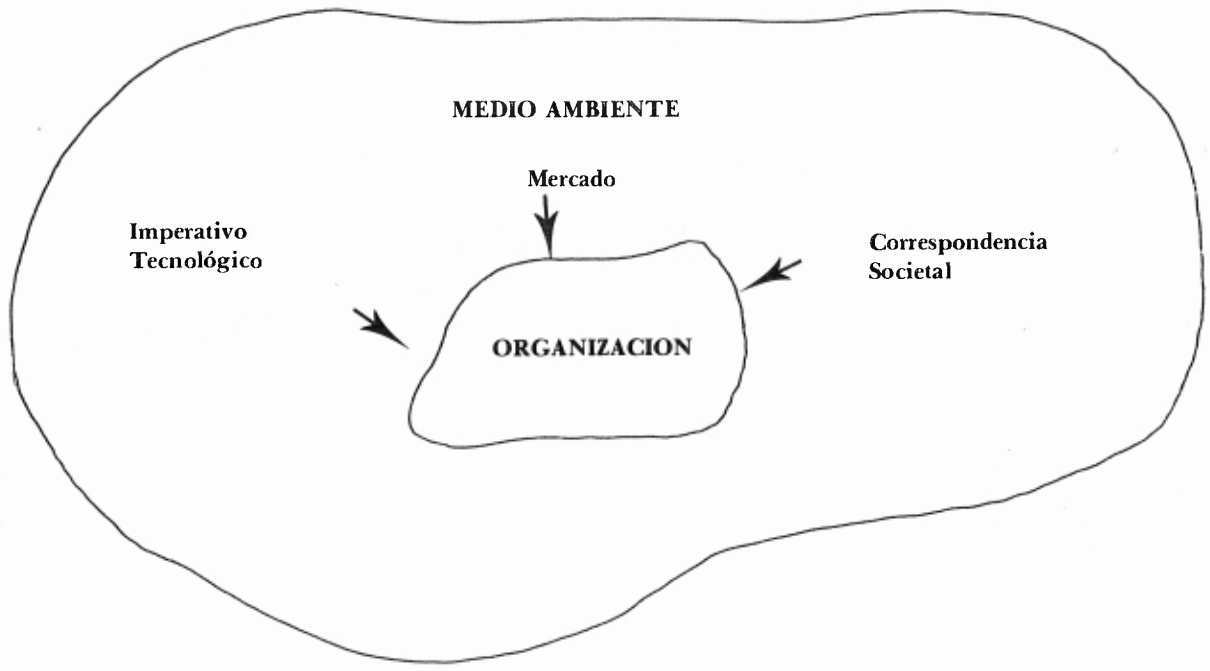 MEDIO AMBIENTE
Mercado
Imperativo
Tecnológico
Correspondencia
Societal
ORGANIZACION